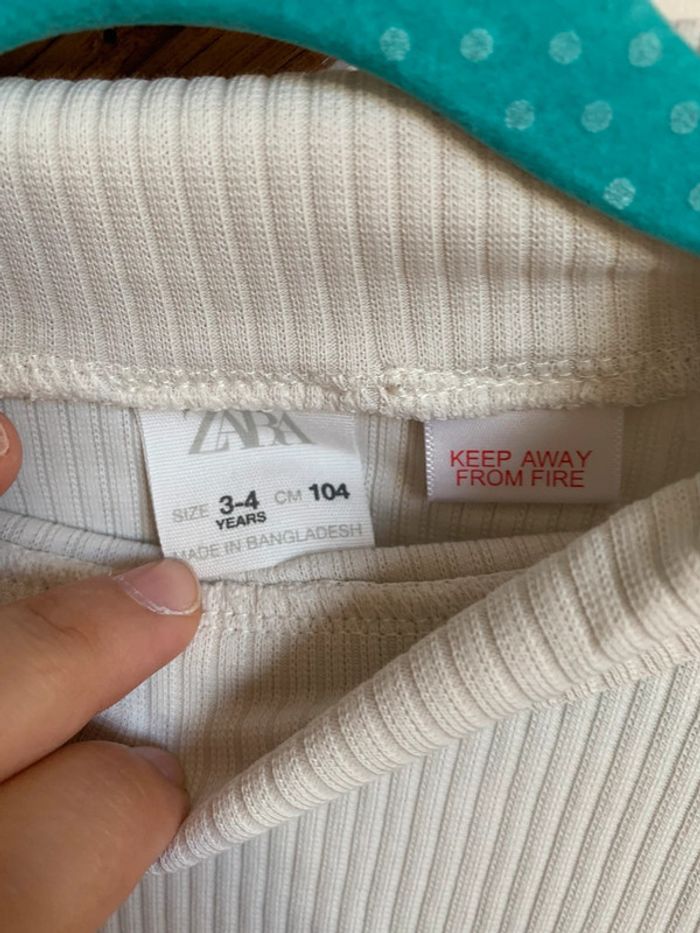 ZARA
SIZE 3-4 YEARS CM 104
MADE IN BANGLADESH
KEEP AWAY
FROM FIRE